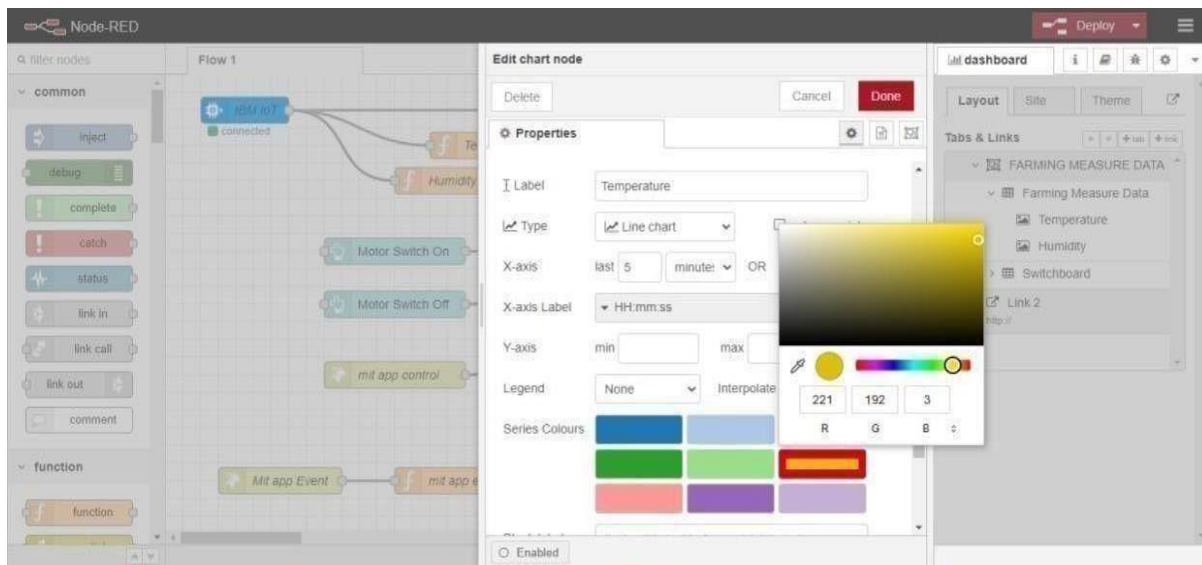 Node-RED
Deploy
filter nodes
common
inject
debug
complete
catch
status
link in
link call
link out
comment
function
function
Flow 1
IBM IoT
connected
Te
Humidity
Motor Switch On
Motor Switch Off
mit app control
Mit app Event
mit app e
Edit chart node
Delete
Cancel
Done
Properties
Label
Temperature
Type
Line chart
X-axis
last 5 minutes OR
X-axis Label
HH:mm:ss
Y-axis
min
max
Legend
None
Interpolate
Series Colours
Enabled
221 192 3
R G B
dashboard
i
Layout
Site
Theme
Tabs & Links
+ tab
+ link
FARMING MEASURE DATA
Farming Measure Data
Temperature
Humidity
Switchboard
Link 2
http://